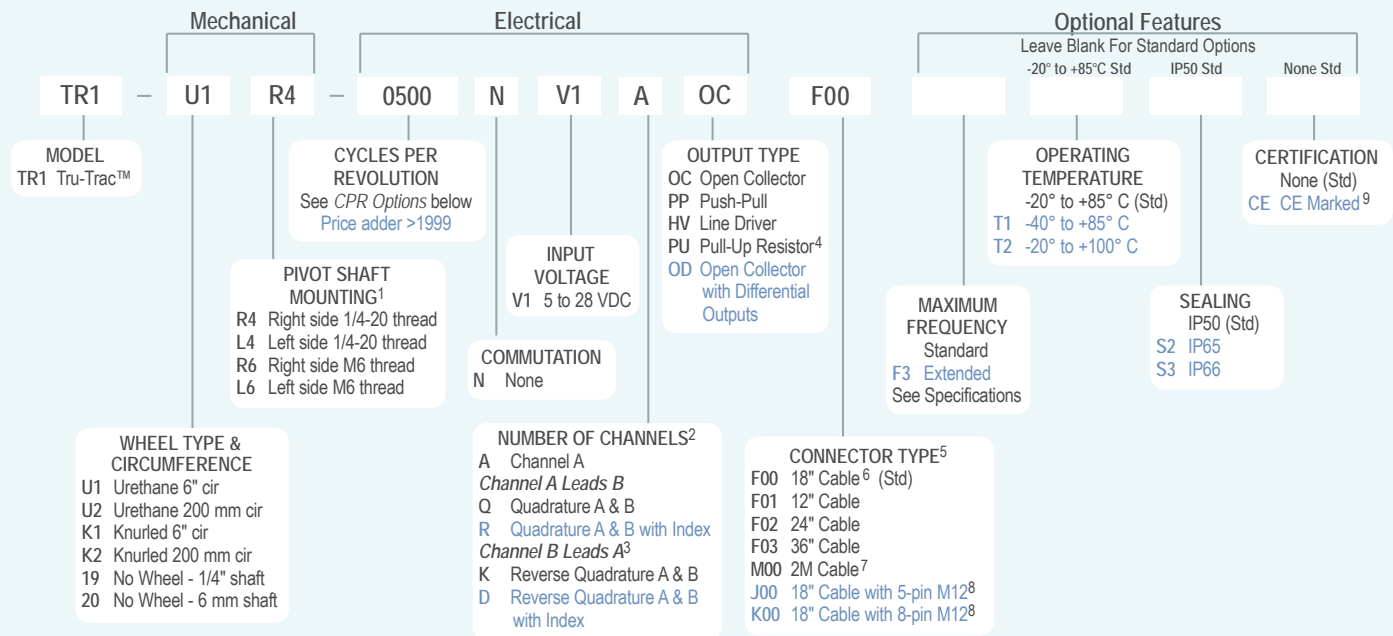 Mechanical
Electrical
Optional Features
Leave Blank For Standard Options
-20° to +85°C Std
IP50 Std
None Std
TR1 – U1 R4 – 0500 N V1 A OC F00
MODEL
TR1 Tru-Trac™
CYCLES PER
REVOLUTION
See CPR Options below
Price adder >1999
OUTPUT TYPE
OC Open Collector
PP Push-Pull
HV Line Driver
PU Pull-Up Resistor4
OD Open Collector
with Differential
Outputs
OPERATING
TEMPERATURE
-20° to +85° C (Std)
T1 -40° to +85° C
T2 -20° to +100° C
CERTIFICATION
None (Std)
CE CE Marked9
INPUT
VOLTAGE
V1 5 to 28 VDC
PIVOT SHAFT
MOUNTING1
R4 Right side 1/4-20 thread
L4 Left side 1/4-20 thread
R6 Right side M6 thread
L6 Left side M6 thread
MAXIMUM
FREQUENCY
Standard
F3 Extended
See Specifications
SEALING
IP50 (Std)
S2 IP65
S3 IP66
COMMUTATION
N None
WHEEL TYPE &
CIRCUMFERENCE
U1 Urethane 6" cir
U2 Urethane 200 mm cir
K1 Knurled 6" cir
K2 Knurled 200 mm cir
19 No Wheel - 1/4" shaft
20 No Wheel - 6 mm shaft
NUMBER OF CHANNELS2
A Channel A
Channel A Leads B
Q Quadrature A & B
R Quadrature A & B with Index
Channel B Leads A3
K Reverse Quadrature A & B
D Reverse Quadrature A & B
with Index
CONNECTOR TYPE5
F00 18" Cable6 (Std)
F01 12" Cable
F02 24" Cable
F03 36" Cable
M00 2M Cable7
J00 18" Cable with 5-pin M128
K00 18" Cable with 8-pin M128